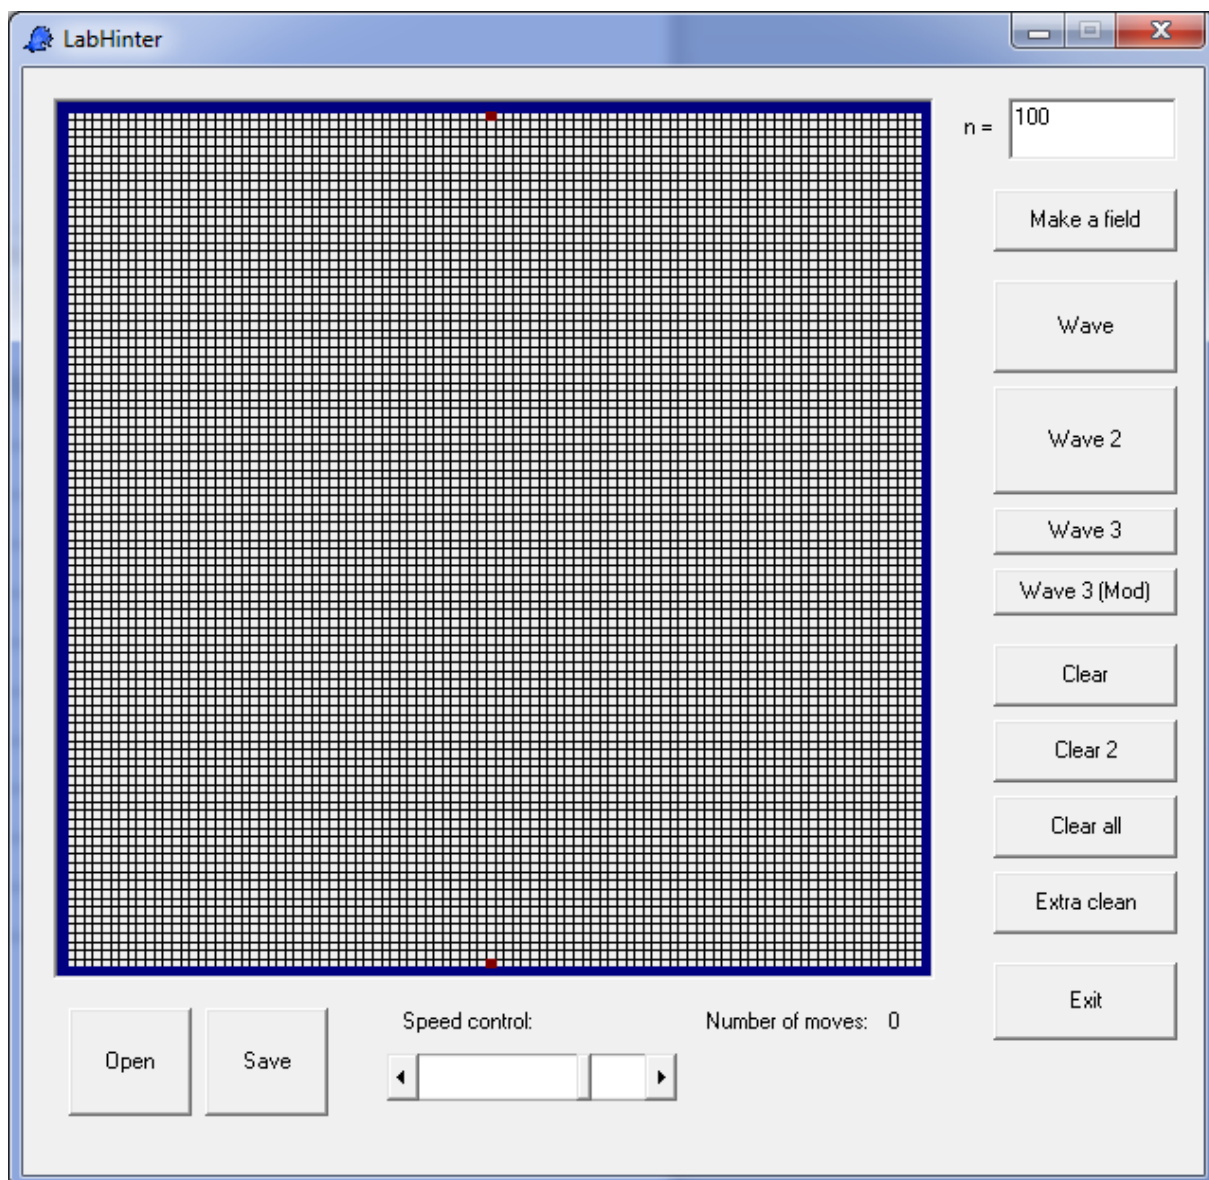 LabHinter
n =
100
Make a field
Wave
Wave 2
Wave 3
Wave 3 (Mod)
Clear
Clear 2
Clear all
Extra clean
Exit
Open
Save
Speed control:
Number of moves: 0